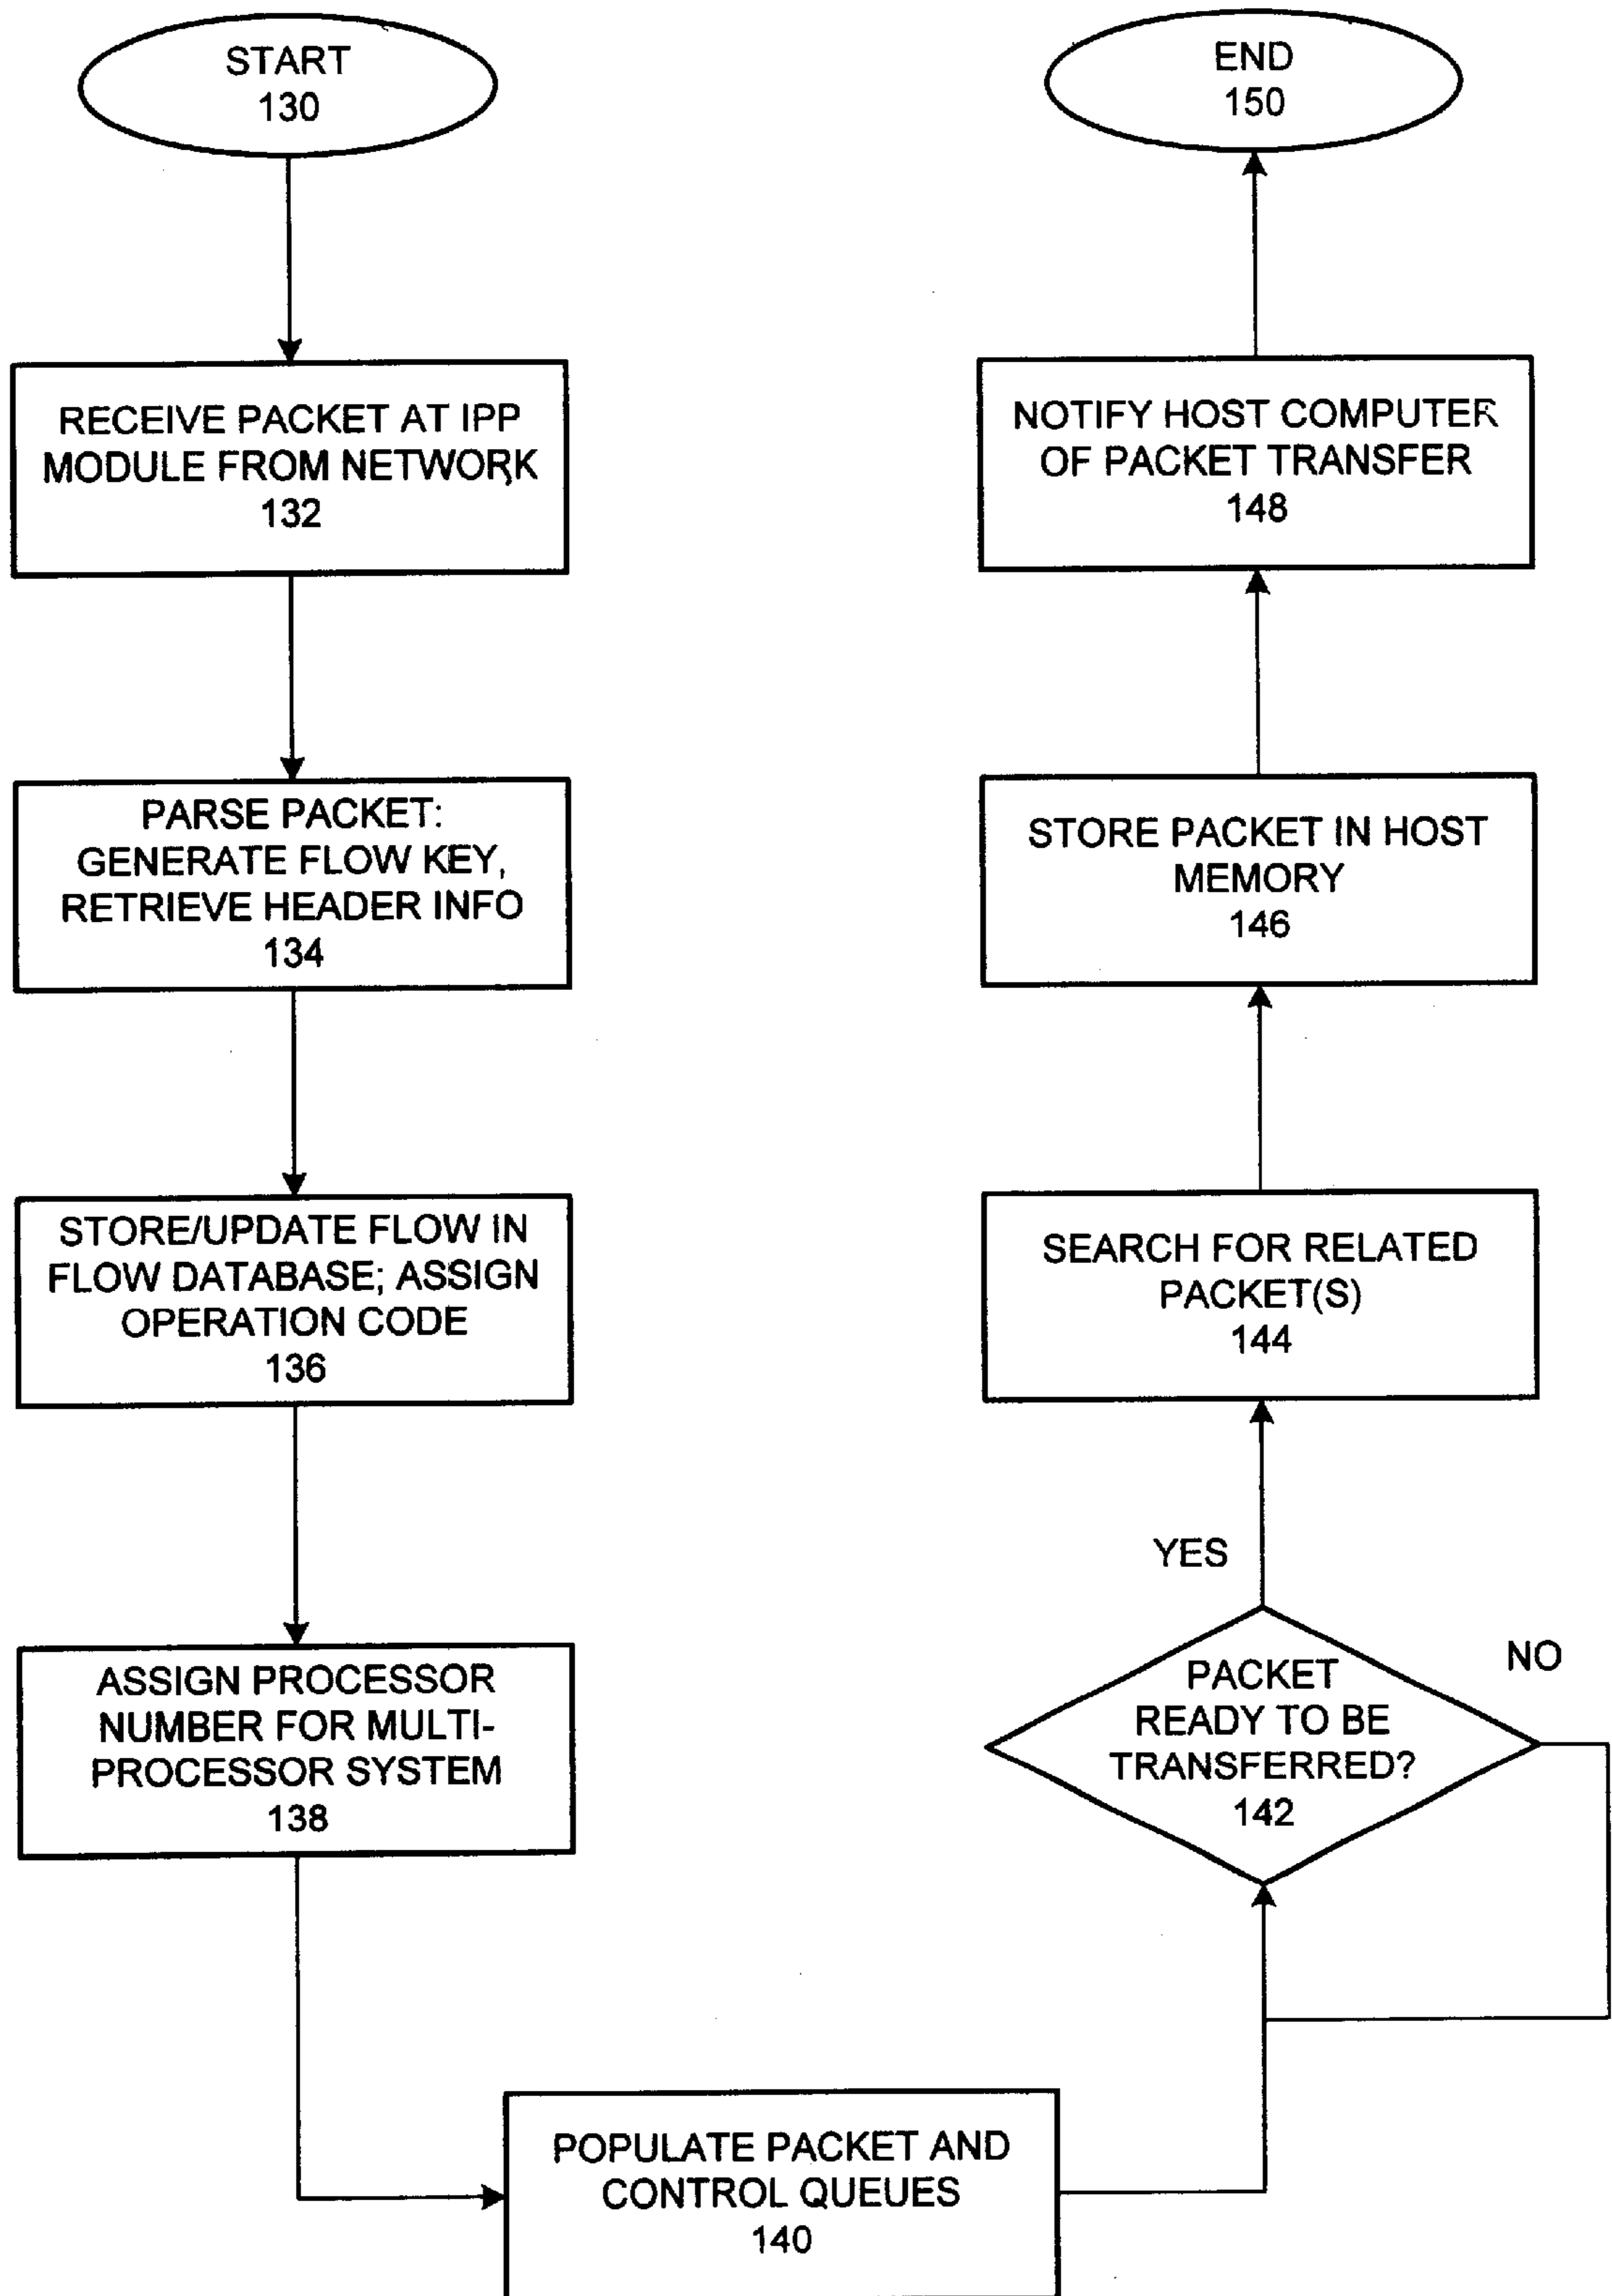 START
130
RECEIVE PACKET AT IPP
MODULE FROM NETWORK
132
PARSE PACKET:
GENERATE FLOW KEY,
RETRIEVE HEADER INFO
134
STORE/UPDATE FLOW IN
FLOW DATABASE; ASSIGN
OPERATION CODE
136
ASSIGN PROCESSOR
NUMBER FOR MULTI-
PROCESSOR SYSTEM
138
POPULATE PACKET AND
CONTROL QUEUES
140
PACKET
READY TO BE
TRANSFERRED?
142
NO
YES
SEARCH FOR RELATED
PACKET(S)
144
STORE PACKET IN HOST
MEMORY
146
NOTIFY HOST COMPUTER
OF PACKET TRANSFER
148
END
150